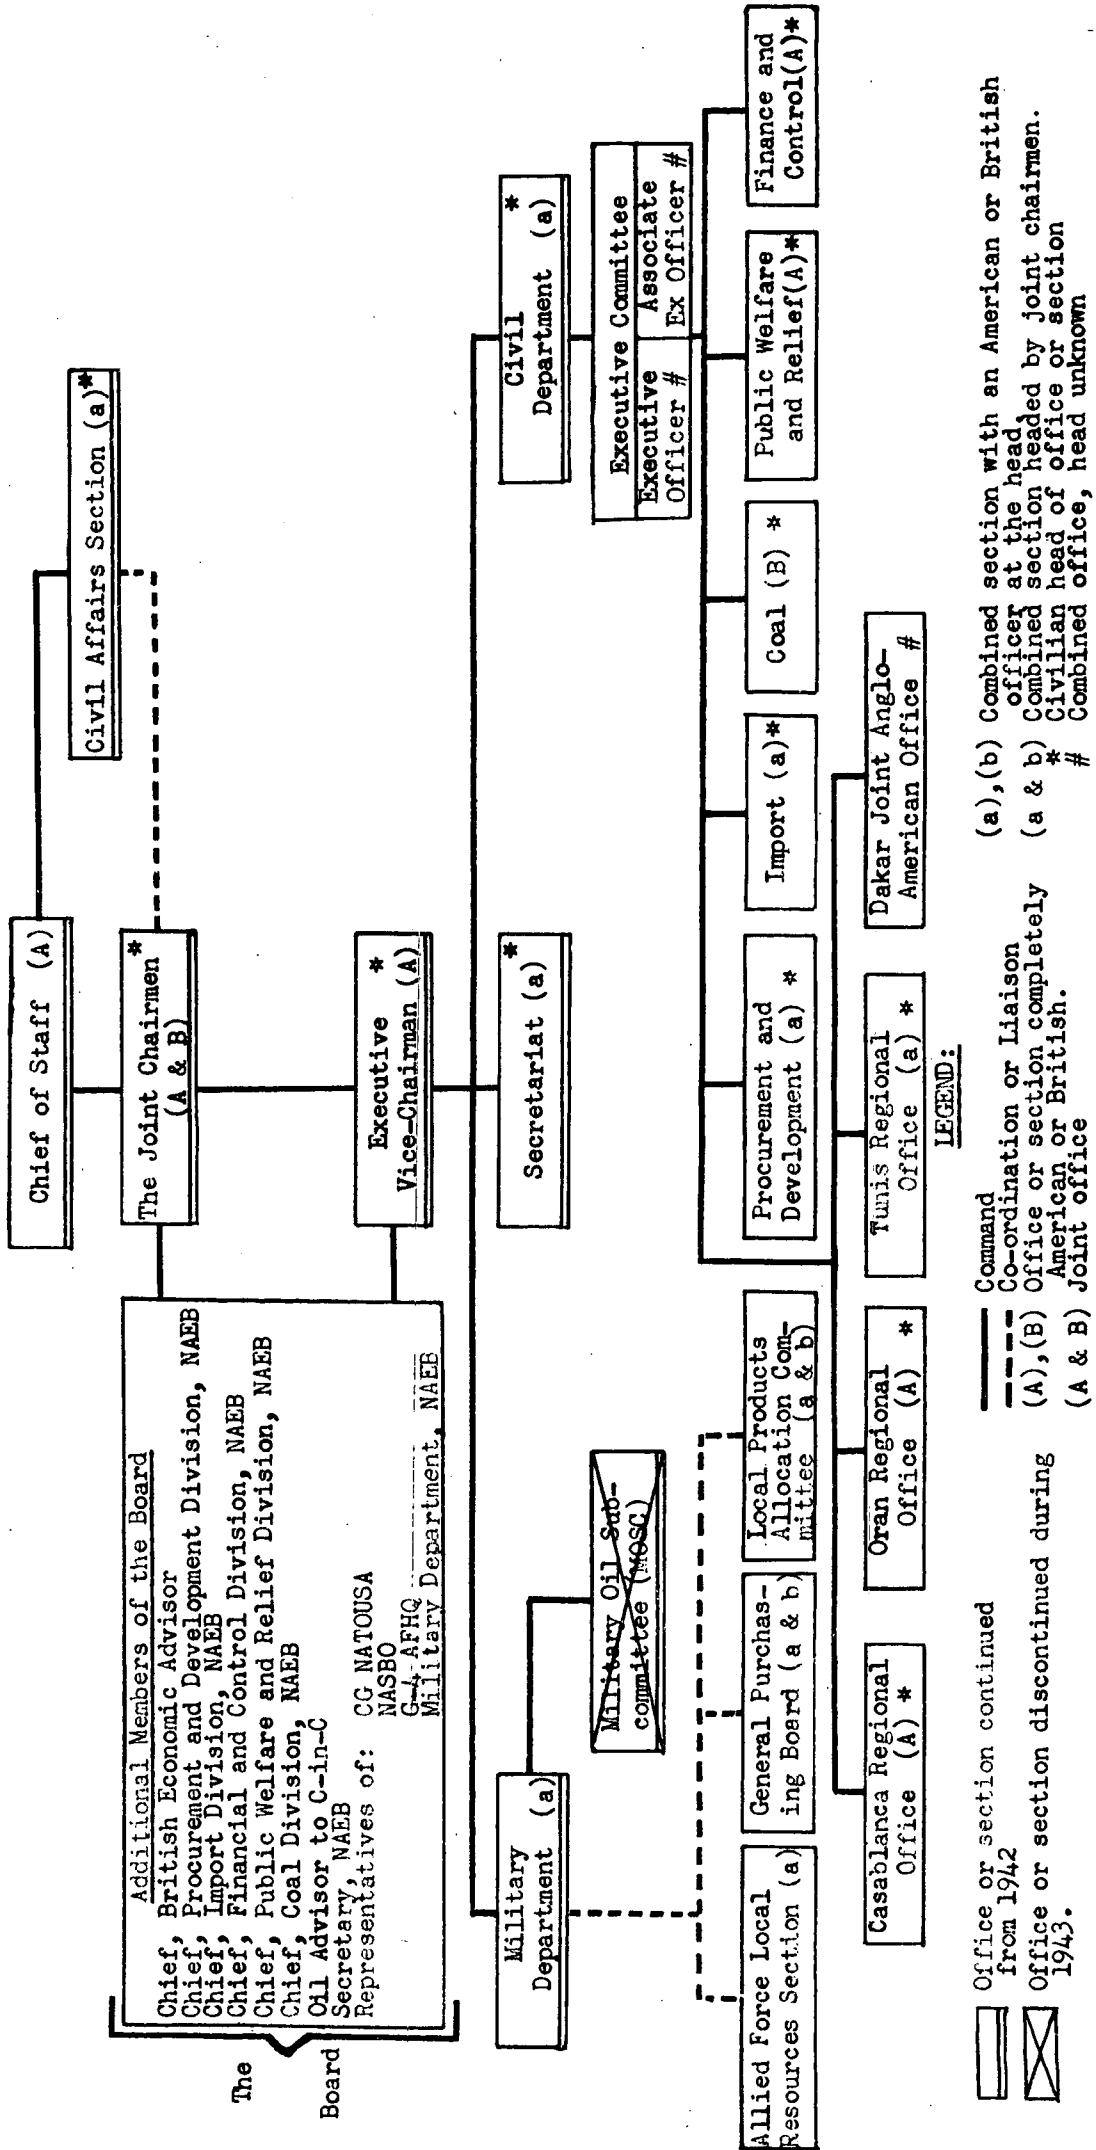 Chief of Staff (A)
Civil Affairs Section (a)*
The Joint Chairmen *
(A & B)
Additional Members of the Board
Chief, British Economic Advisor
Chief, Procurement and Development Division, NAEB
Chief, Import Division, NAEB
Chief, Financial and Control Division, NAEB
Chief, Public Welfare and Relief Division, NAEB
Chief, Coal Division, NAEB
Oil Advisor to C-in-C
Secretary, NAEB
Representatives of: CG NATOUSA
NASBO
G-4 AFHQ
Military Department, NAEB
The
Board
Executive *
Vice-Chairman (A)
Secretariat (a) *
Military
Department (a)
Civil *
Department (a)
Military Oil Sub-
committee (MOSC)
Executive Committee
Executive Officer #
Associate Ex Officer #
Allied Force Local
Resources Section (a)
General Purchas-
ing Board (a & b)
Local Products
Allocation Com-
mittee (a & b)
Procurement and
Development (a) *
Import (a)*
Coal (B) *
Public Welfare
and Relief(A)*
Finance and
Control(A)*
Casablanca Regional
Office (A) *
Oran Regional
Office (A) *
Tunis Regional
Office (a) *
Dakar Joint Anglo-
American Office #
LEGEND:
Office or section continued
from 1942
Office or section discontinued during
1943.
Command
Co-ordination or Liaison
(A),(B) Office or section completely
American or British.
(A & B) Joint office
(a),(b) Combined section with an American or British
officer at the head
(a & b) Combined section headed by joint chairmen.
* Civilian head of office or section
# Combined office, head unknown